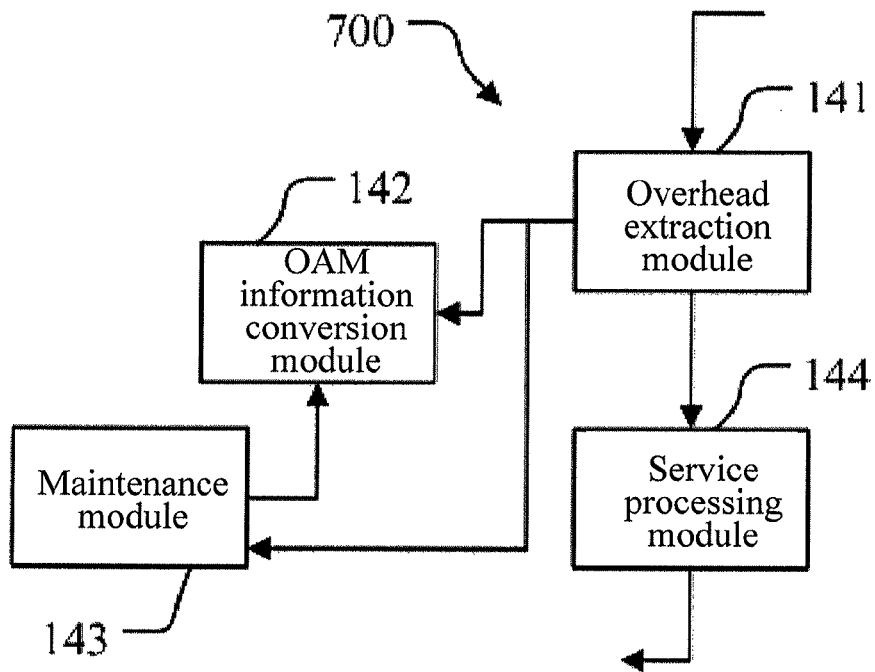 700
141
Overhead
extraction
module
142
OAM
information
conversion
module
144
Service
processing
module
Maintenance
module
143